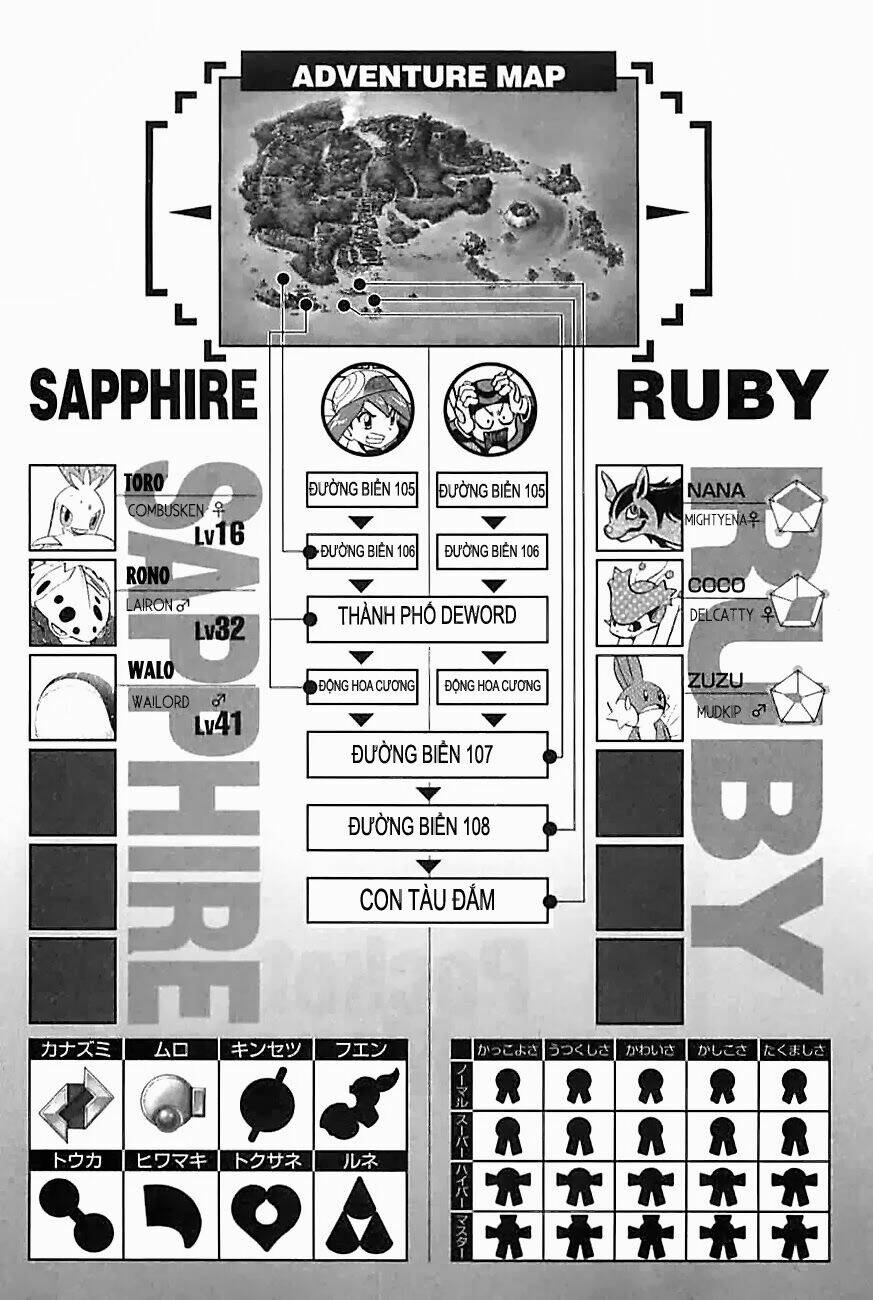 ADVENTURE MAP
SAPPHIRE
RUBY
SAPPHIRE
TORO
COMBUSKEN ♀
Lv16
RONO
LAIRON ♂
Lv32
WALO
WAILORD ♂
Lv41
ĐƯỜNG BIỂN 105
ĐƯỜNG BIỂN 105
ĐƯỜNG BIỂN 106
ĐƯỜNG BIỂN 106
THÀNH PHỐ DEWORD
ĐỘNG HOA CƯƠNG
ĐỘNG HOA CƯƠNG
ĐƯỜNG BIỂN 107
ĐƯỜNG BIỂN 108
CON TÀU ĐẮM
RUBY
NANA
MIGHTYENA ♀
COCO
DELCATTY ♀
ZUZU
MUDKIP ♂
カナズミ ムロ キンセツ フエン
トウカ ヒワマキ トクサネ ルネ
かっこよさ うつくしさ かわいさ かしこさ たくましさ
ノーマル
スーパー
ハイパー
マスター